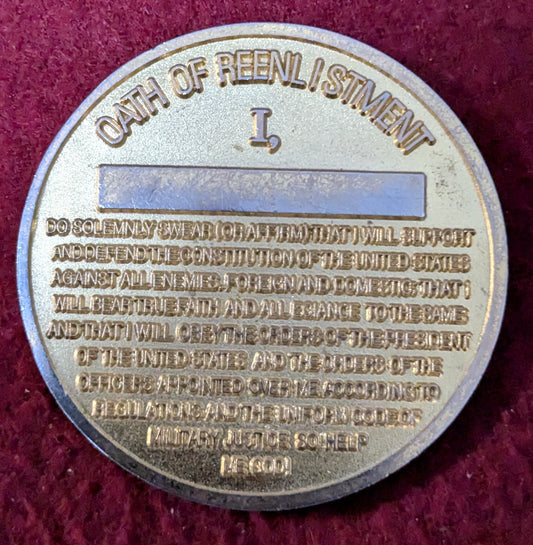 OATH OF REENLISTMENT
I,
DO SOLEMNLY SWEAR (OR AFFIRM) THAT I WILL SUPPORT
AND DEFEND THE CONSTITUTION OF THE UNITED STATES
AGAINST ALL ENEMIES, FOREIGN AND DOMESTIC; THAT I
WILL BEAR TRUE FAITH AND ALLEGIANCE TO THE SAME;
AND THAT I WILL OBEY THE ORDERS OF THE PRESIDENT
OF THE UNITED STATES AND THE ORDERS OF THE
OFFICERS APPOINTED OVER ME, ACCORDING TO
REGULATIONS AND THE UNIFORM CODE OF
MILITARY JUSTICE. SO HELP
ME GOD!